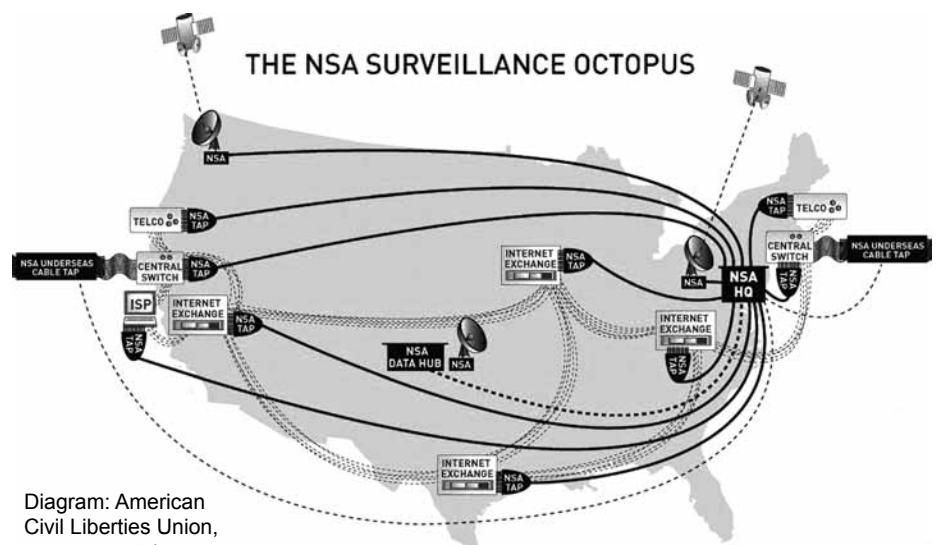 THE NSA SURVEILLANCE OCTOPUS
NSA
TELCO
NSA
TAP
NSA
TAP
TELCO
NSA UNDERSEAS
CABLE TAP
CENTRAL
SWITCH
NSA
TAP
INTERNET
EXCHANGE
NSA
TAP
NSA
NSA
HQ
CENTRAL
SWITCH
NSA
TAP
NSA UNDERSEAS
CABLE TAP
ISP
NSA
TAP
INTERNET
EXCHANGE
NSA
TAP
NSA
DATA HUB
NSA
INTERNET
EXCHANGE
NSA
TAP
INTERNET
EXCHANGE
NSA
TAP
Diagram: American
Civil Liberties Union,